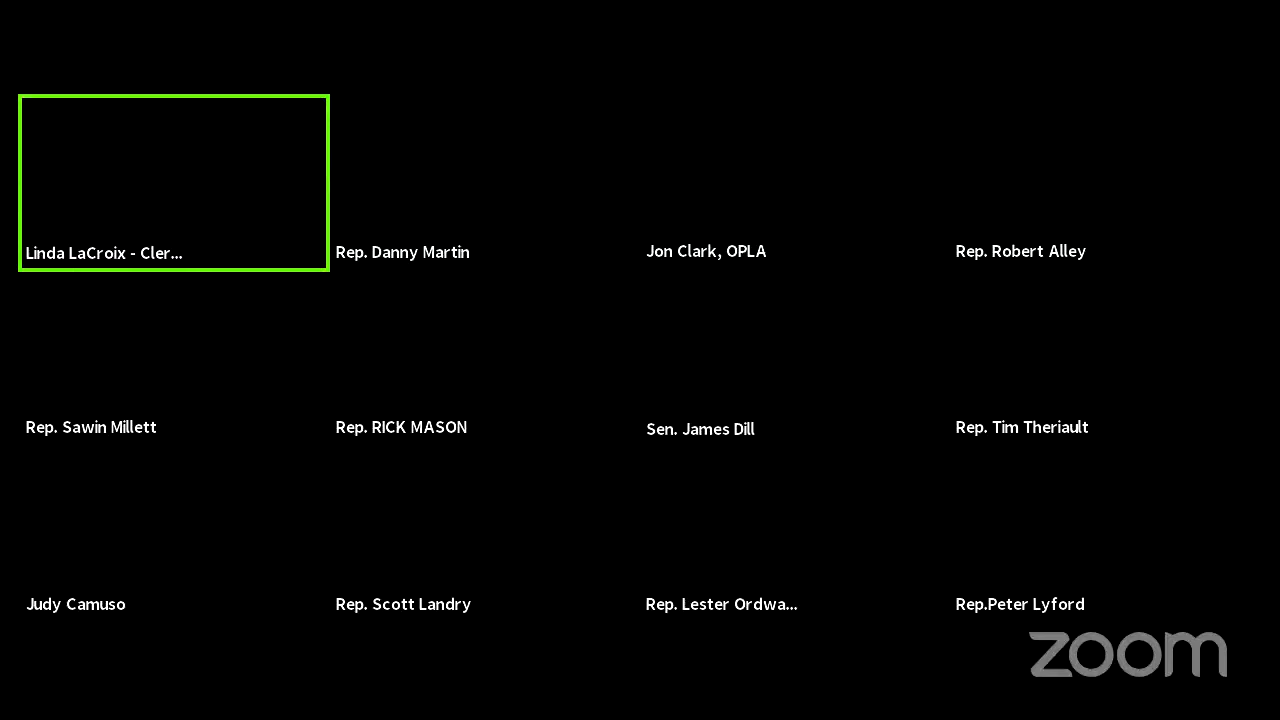 Linda LaCroix - Cler...
Rep. Danny Martin
Jon Clark, OPLA
Rep. Robert Alley
Rep. Sawin Millett
Rep. RICK MASON
Sen. James Dill
Rep. Tim Theriault
Judy Camuso
Rep. Scott Landry
Rep. Lester Ordwa...
Rep.Peter Lyford
zoom